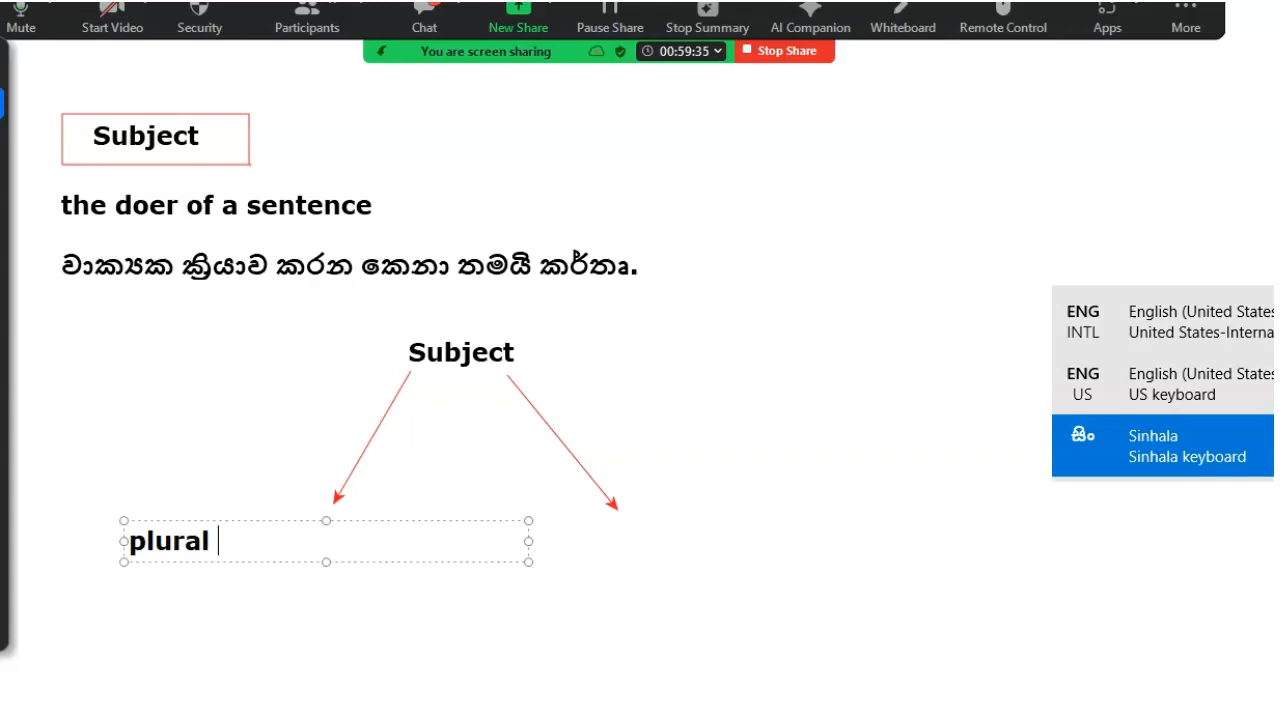 Mute Start Video Security Participants Chat New Share Pause Share Stop Summary AI Companion Whiteboard Remote Control Apps More
You are screen sharing 00:59:35 Stop Share
Subject
the doer of a sentence
වාක්‍යක ක්‍රියාව කරන කෙනා තමයි කර්තෘ.
Subject
plural
ENG English (United States
INTL United States-Interna
ENG English (United States
US US keyboard
සිං Sinhala
Sinhala keyboard